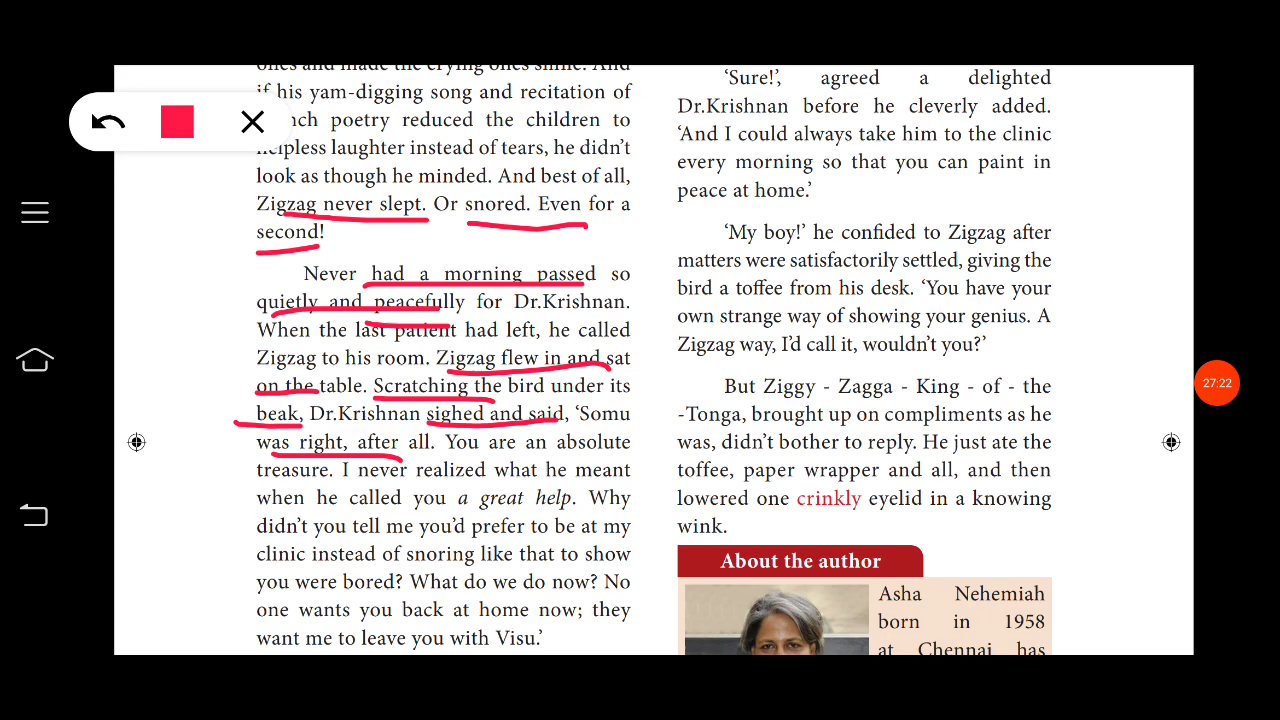 ones and made the crying ones smile. And
if his yam-digging song and recitation of
poetry reduced the children to
helpless laughter instead of tears, he didn't
look as though he minded. And best of all,
Zigzag never slept. Or snored. Even for a
second!
Never had a morning passed so
quietly and peacefully for Dr.Krishnan.
When the last patient had left, he called
Zigzag to his room. Zigzag flew in and sat
on the table. Scratching the bird under its
beak, Dr.Krishnan sighed and said, ‘Somu
was right, after all. You are an absolute
treasure. I never realized what he meant
when he called you a great help. Why
didn't you tell me you'd prefer to be at my
clinic instead of snoring like that to show
you were bored? What do we do now? No
one wants you back at home now; they
want me to leave you with Visu.’
‘Sure!’, agreed a delighted
Dr.Krishnan before he cleverly added.
‘And I could always take him to the clinic
every morning so that you can paint in
peace at home.’
‘My boy!’ he confided to Zigzag after
matters were satisfactorily settled, giving the
bird a toffee from his desk. ‘You have your
own strange way of showing your genius. A
Zigzag way, I'd call it, wouldn't you?’
But Ziggy - Zagga - King - of - the
-Tonga, brought up on compliments as he
was, didn't bother to reply. He just ate the
toffee, paper wrapper and all, and then
lowered one crinkly eyelid in a knowing
wink.
About the author
Asha Nehemiah
born in 1958
at Chennai has
27:22